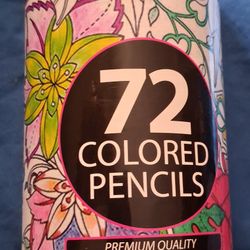 72
COLORED
PENCILS
PREMIUM QUALITY